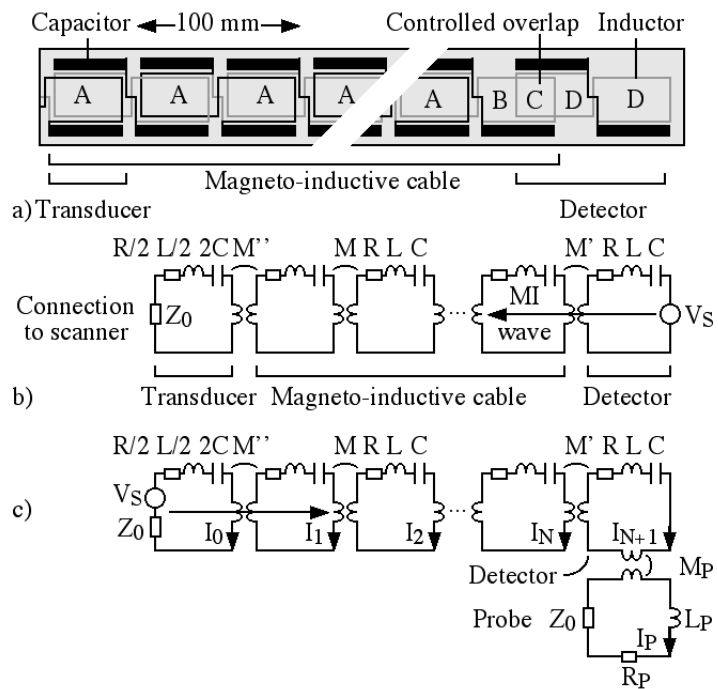 Capacitor 100 mm Controlled overlap Inductor
A A A A A B C D D
Magneto-inductive cable
a) Transducer Detector
R/2 L/2 2C M’’ M R L C M’ R L C
Connection to scanner Z0 MI wave VS
b) Transducer Magneto-inductive cable Detector
R/2 L/2 2C M’’ M R L C M’ R L C
VS
c) Z0 I0 I1 I2 IN IN+1
Detector MP
Probe Z0 IP LP
RP